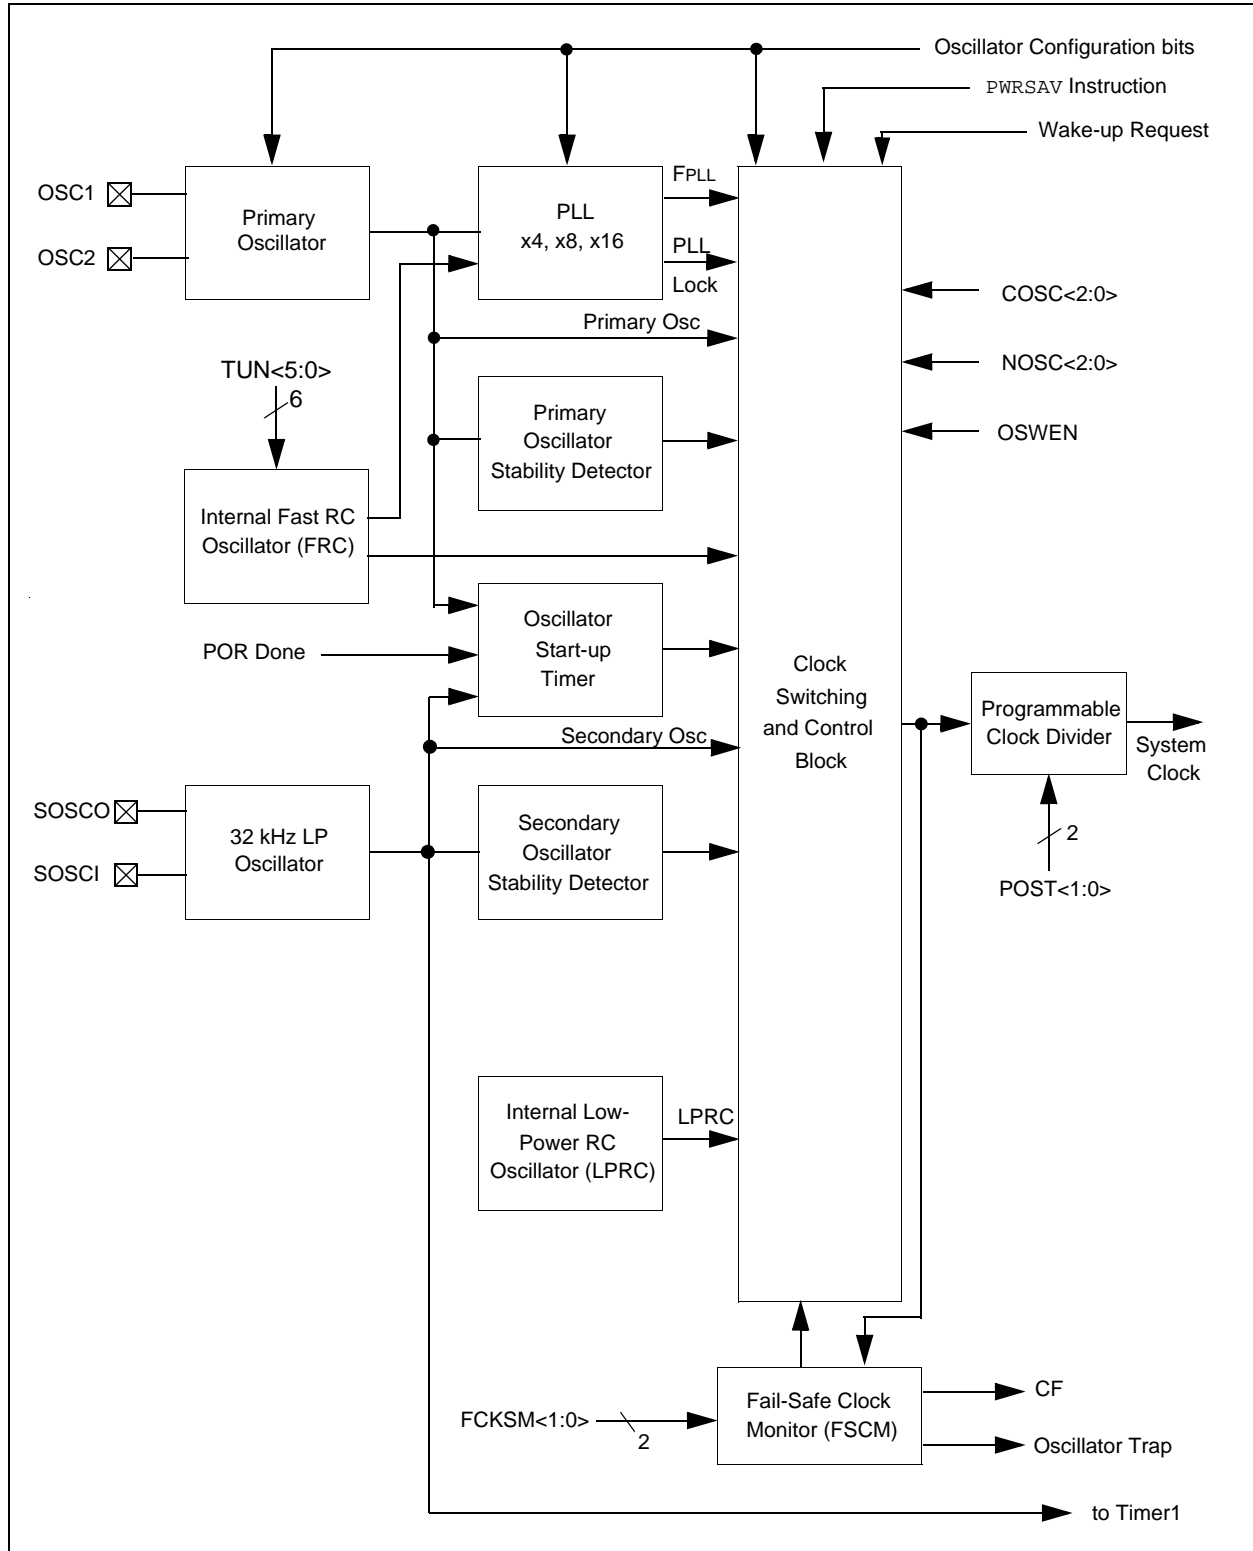 Oscillator Configuration bits
PWRSAV Instruction
Wake-up Request
OSC1
OSC2
Primary
Oscillator
PLL
x4, x8, x16
FPLL
PLL
Lock
COSC<2:0>
NOSC<2:0>
OSWEN
Primary Osc
TUN<5:0>
6
Primary
Oscillator
Stability Detector
Internal Fast RC
Oscillator (FRC)
Oscillator
Start-up
Timer
POR Done
Clock
Switching
and Control
Block
Programmable
Clock Divider
System
Clock
2
POST<1:0>
Secondary Osc
SOSCO
SOSCI
32 kHz LP
Oscillator
Secondary
Oscillator
Stability Detector
Internal Low-
Power RC
Oscillator (LPRC)
LPRC
FCKSM<1:0>
2
Fail-Safe Clock
Monitor (FSCM)
CF
Oscillator Trap
to Timer1